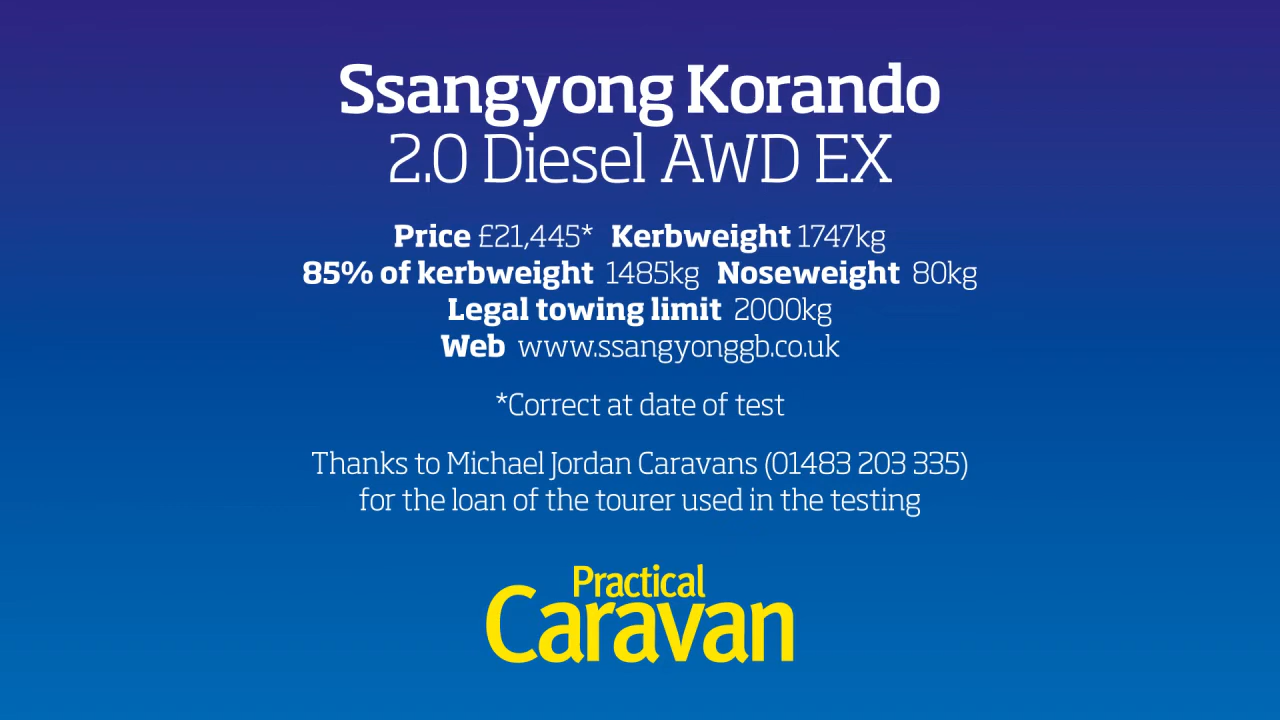 Ssangyong Korando
2.0 Diesel AWD EX
Price £21,445* Kerbweight 1747kg
85% of kerbweight 1485kg Noseweight 80kg
Legal towing limit 2000kg
Web www.ssangyonggb.co.uk
*Correct at date of test
Thanks to Michael Jordan Caravans (01483 203 335)
for the loan of the tourer used in the testing
Practical
Caravan